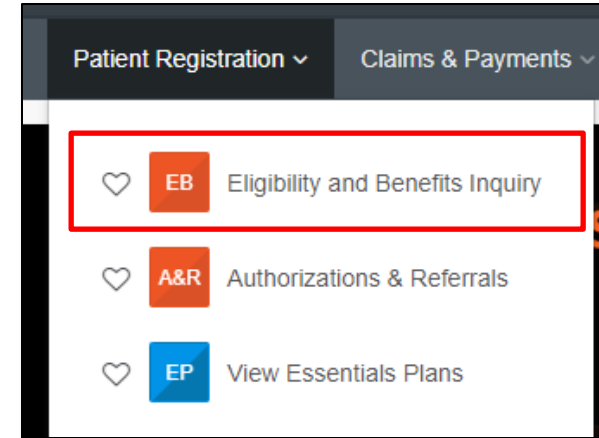 Patient Registration Claims & Payments
EB Eligibility and Benefits Inquiry
A&R Authorizations & Referrals
EP View Essentials Plans